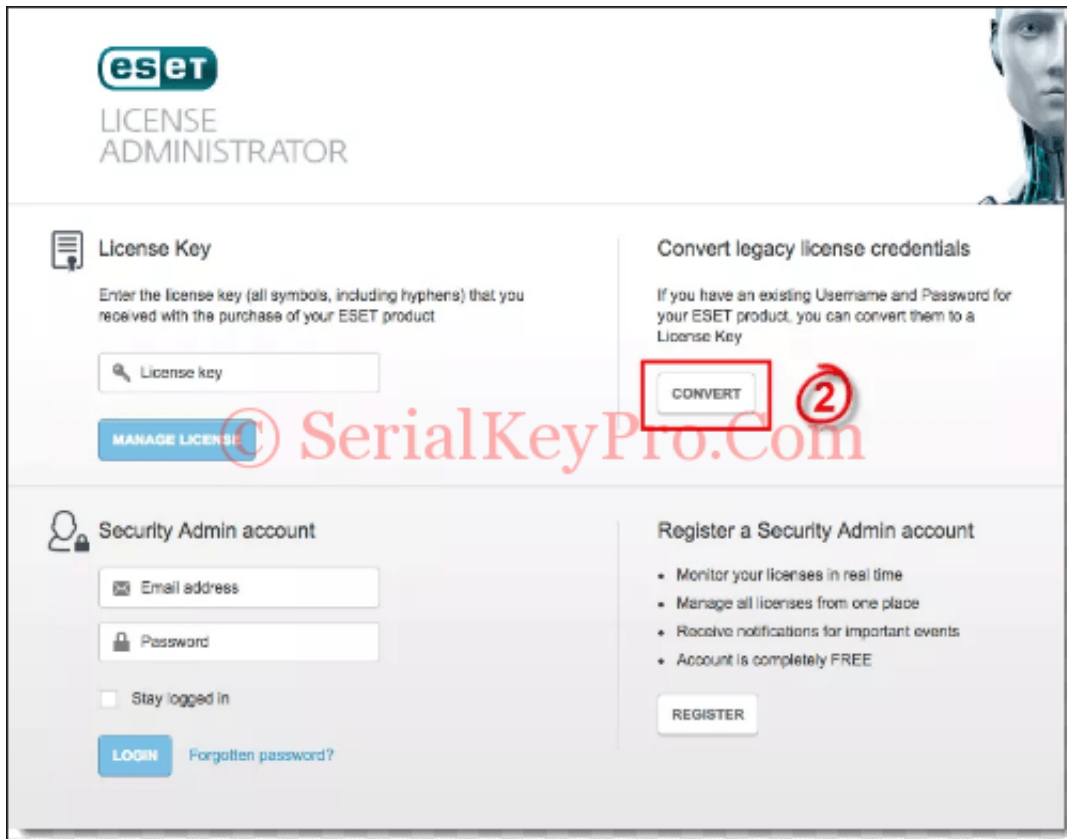 eseT
LICENSE
ADMINISTRATOR
License Key
Enter the license key (all symbols, including hyphens) that you
received with the purchase of your ESET product
License key
MANAGE LICENSE
Convert legacy license credentials
If you have an existing Username and Password for
your ESET product, you can convert them to a
License Key
CONVERT
2
© SerialKeyPro.Com
Security Admin account
Email address
Password
Stay logged in
LOGIN Forgotten password?
Register a Security Admin account
• Monitor your licenses in real time
• Manage all licenses from one place
• Receive notifications for important events
• Account is completely FREE
REGISTER